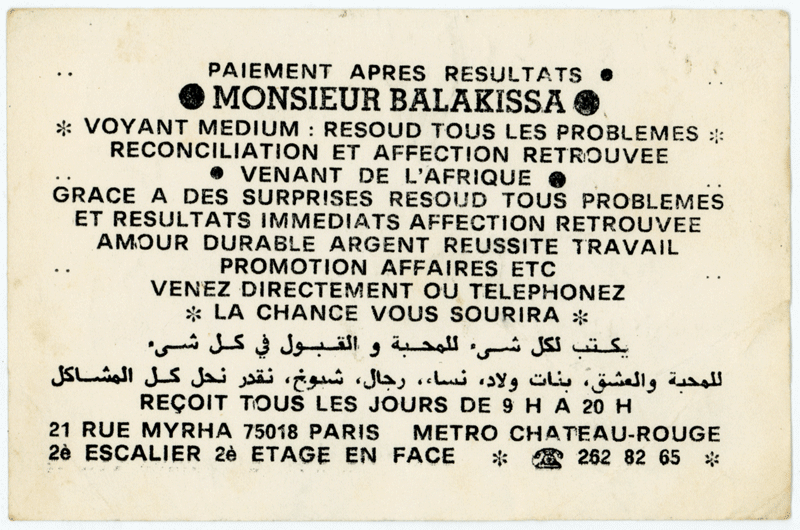 PAIEMENT APRES RESULTATS ●
● MONSIEUR BALAKISSA ●
* VOYANT MEDIUM : RESOUD TOUS LES PROBLEMES *
RECONCILIATION ET AFFECTION RETROUVEE
● VENANT DE L'AFRIQUE ●
GRACE A DES SURPRISES RESOUD TOUS PROBLEMES
ET RESULTATS IMMEDIATS AFFECTION RETROUVEE
AMOUR DURABLE ARGENT REUSSITE TRAVAIL
PROMOTION AFFAIRES ETC
VENEZ DIRECTEMENT OU TELEPHONEZ
* LA CHANCE VOUS SOURIRA *
يكتب لكل شيء للمحبة و القبول في كل شيء
للمحبة والعشق، بنات ولاد، نساء، رجال، شيوخ، نقدر نحل كل المشاكل
REÇOIT TOUS LES JOURS DE 9 H A 20 H
21 RUE MYRHA 75018 PARIS METRO CHATEAU-ROUGE
2è ESCALIER 2è ETAGE EN FACE * ☎ 262 82 65 *